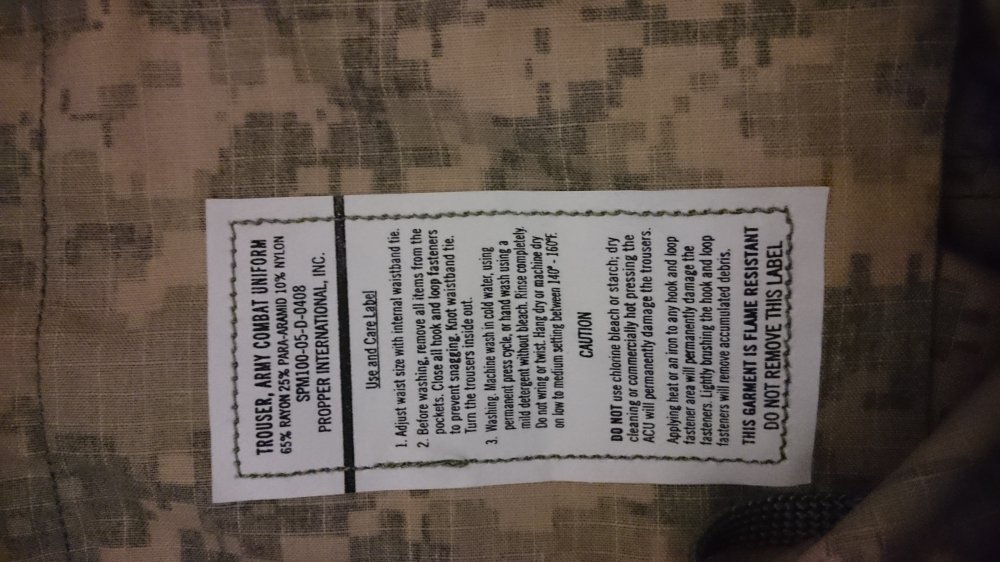 TROUSER, ARMY COMBAT UNIFORM
65% RAYON 25% PARA-ARAMID 10% NYLON
SPM100-05-D-0408
PROPPER INTERNATIONAL, INC.
Use and Care Label
1. Adjust waist size with internal waistband tie.
2. Before washing, remove all items from the
pockets. Close all hook and loop fasteners
to prevent snagging. Knot waistband tie.
Turn the trousers inside out.
3. Washing. Machine wash in cold water, using
permanent press cycle, or hand wash using a
mild detergent without bleach. Rinse completely.
Do not wring or twist. Hang dry or machine dry
on low to medium setting between 140° - 160°F.
CAUTION
DO NOT use chlorine bleach or starch; dry
cleaning or commercially hot pressing the
ACU will permanently damage the trousers.
Applying heat or an iron to any hook and loop
fastener area will permanently damage the
fasteners. Lightly brushing the hook and loop
fasteners will remove accumulated debris.
THIS GARMENT IS FLAME RESISTANT
DO NOT REMOVE THIS LABEL